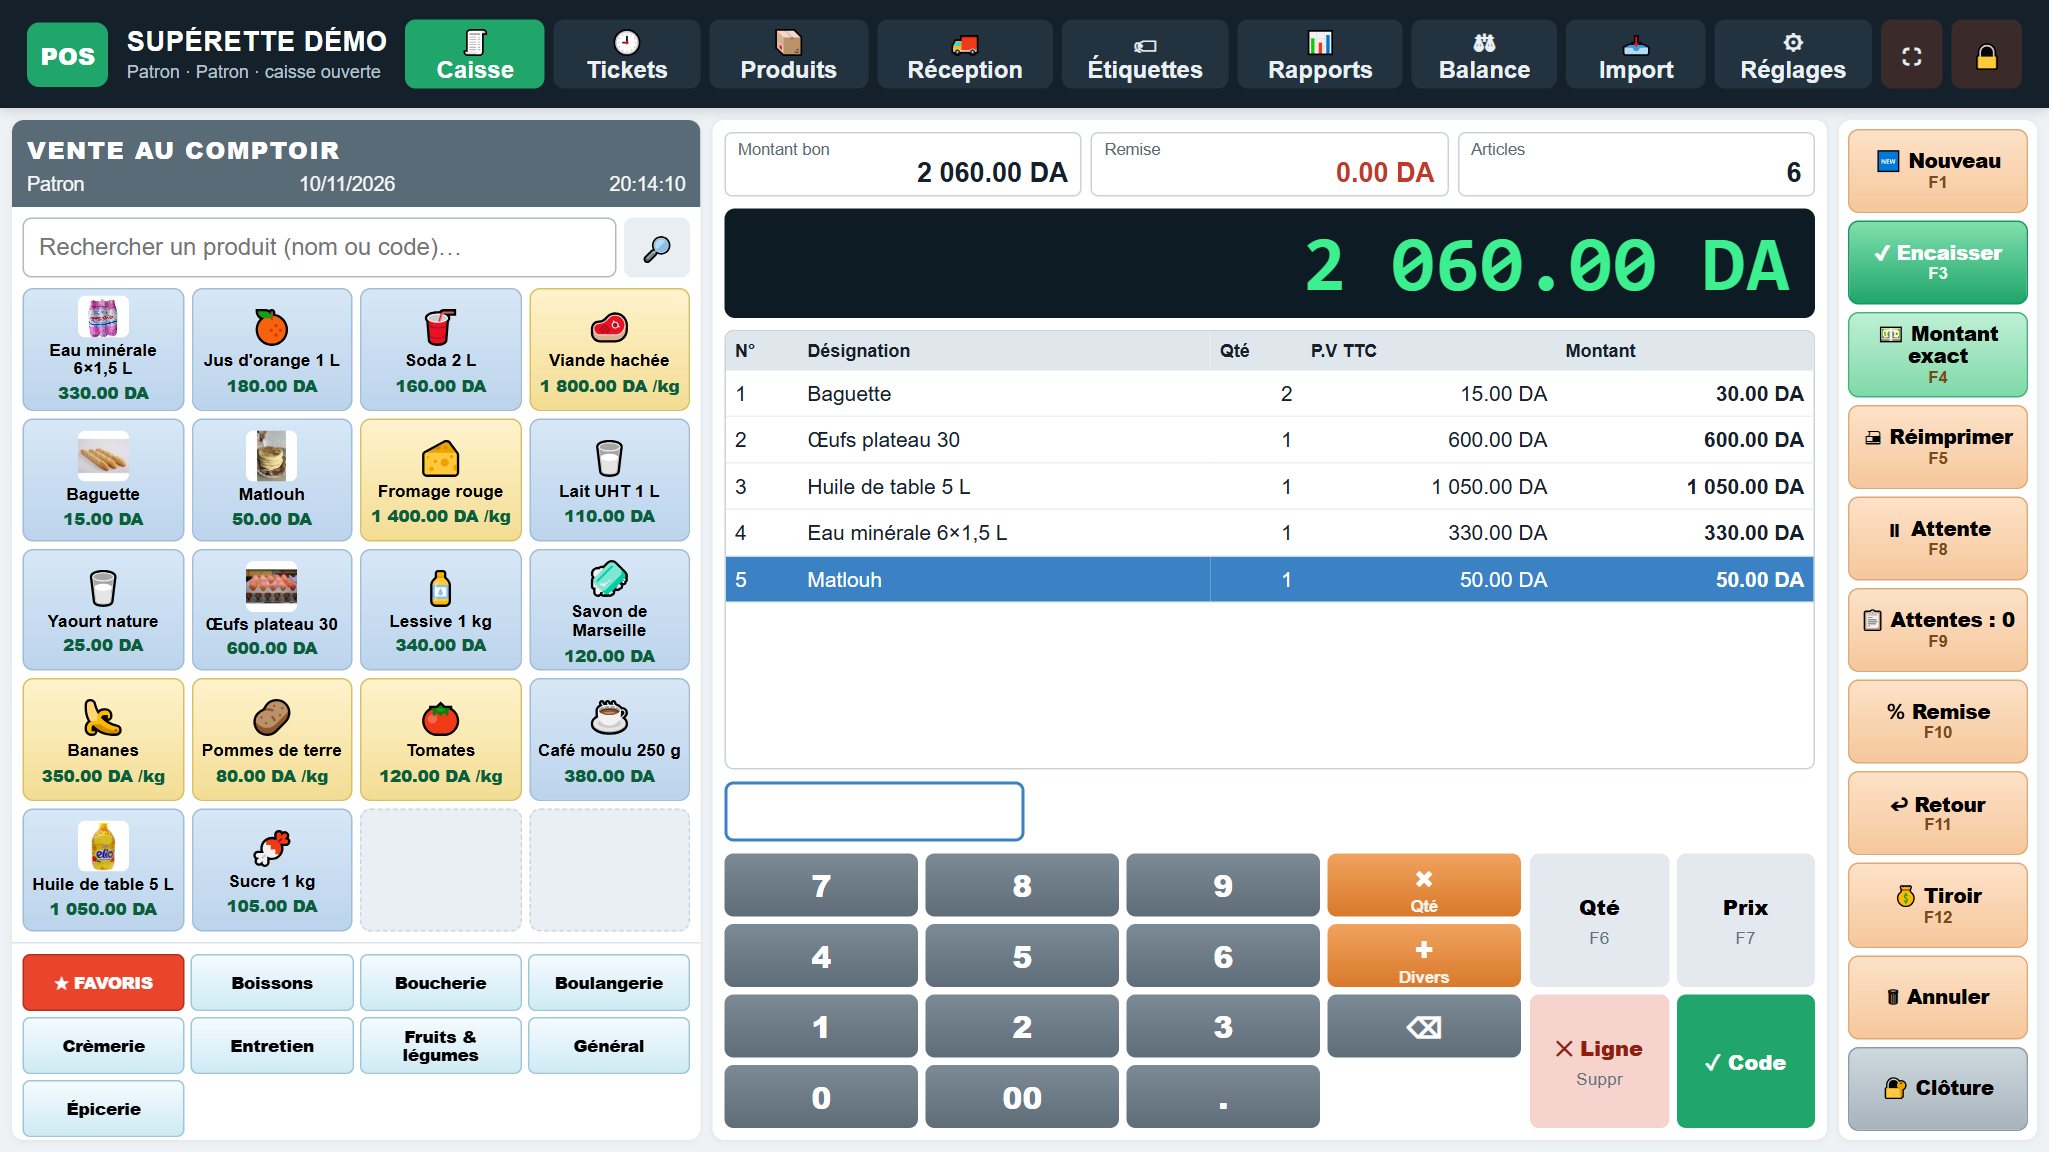 POS
SUPÉRETTE DÉMO
Patron · Patron · caisse ouverte
Caisse
Tickets
Produits
Réception
Étiquettes
Rapports
Balance
Import
Réglages
VENTE AU COMPTOIR
Patron 10/11/2026 20:14:10
Rechercher un produit (nom ou code)…
Eau minérale
6×1,5 L
330.00 DA
Jus d'orange 1 L
180.00 DA
Soda 2 L
160.00 DA
Viande hachée
1 800.00 DA /kg
Baguette
15.00 DA
Matlouh
50.00 DA
Fromage rouge
1 400.00 DA /kg
Lait UHT 1 L
110.00 DA
Yaourt nature
25.00 DA
Œufs plateau 30
600.00 DA
Lessive 1 kg
340.00 DA
Savon de
Marseille
120.00 DA
Bananes
350.00 DA /kg
Pommes de terre
80.00 DA /kg
Tomates
120.00 DA /kg
Café moulu 250 g
380.00 DA
elio
Huile de table 5 L
1 050.00 DA
Sucre 1 kg
105.00 DA
★ FAVORIS
Boissons
Boucherie
Boulangerie
Crèmerie
Entretien
Fruits &
légumes
Général
Épicerie
Montant bon
2 060.00 DA
Remise
0.00 DA
Articles
6
2 060.00 DA
N° Désignation Qté P.V TTC Montant
1 Baguette 2 15.00 DA 30.00 DA
2 Œufs plateau 30 1 600.00 DA 600.00 DA
3 Huile de table 5 L 1 1 050.00 DA 1 050.00 DA
4 Eau minérale 6×1,5 L 1 330.00 DA 330.00 DA
5 Matlouh 1 50.00 DA 50.00 DA
7 8 9 ×
Qté
4 5 6 +
Divers
1 2 3 ⌫
0 00 .
Qté
F6
Prix
F7
✕ Ligne
Suppr
✓ Code
🆕 Nouveau
F1
✓ Encaisser
F3
Montant
exact
F4
Réimprimer
F5
⏸ Attente
F8
Attentes : 0
F9
% Remise
F10
↩ Retour
F11
Tiroir
F12
Annuler
Clôture